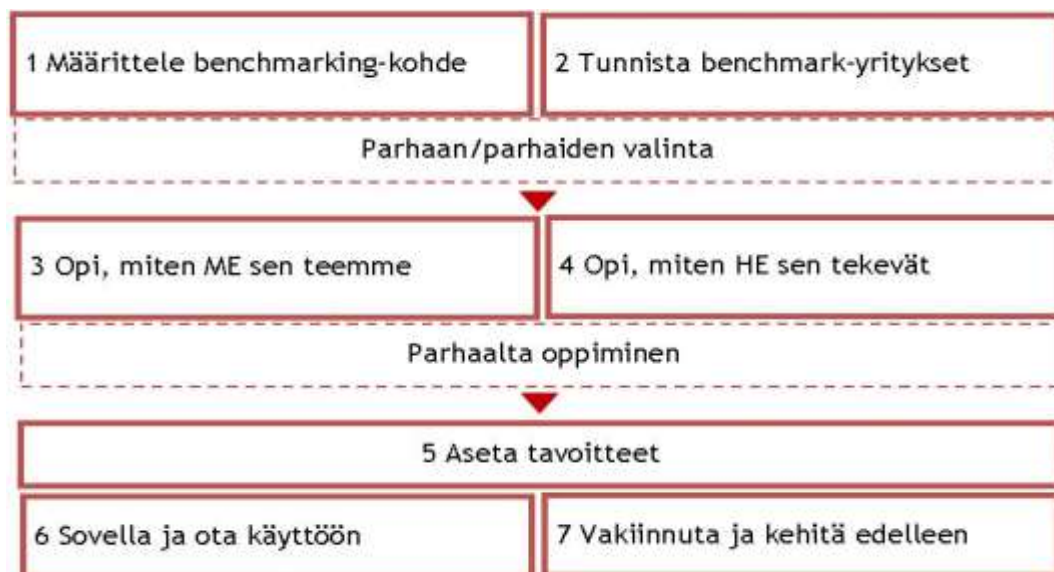 1 Määrittele benchmarking-kohde
2 Tunnista benchmark-yritykset
Parhaan/parhaiden valinta
3 Opi, miten ME sen teemme
4 Opi, miten HE sen tekevät
Parhaalta oppiminen
5 Aseta tavoitteet
6 Sovella ja ota käyttöön
7 Vakiinnuta ja kehitä edelleen